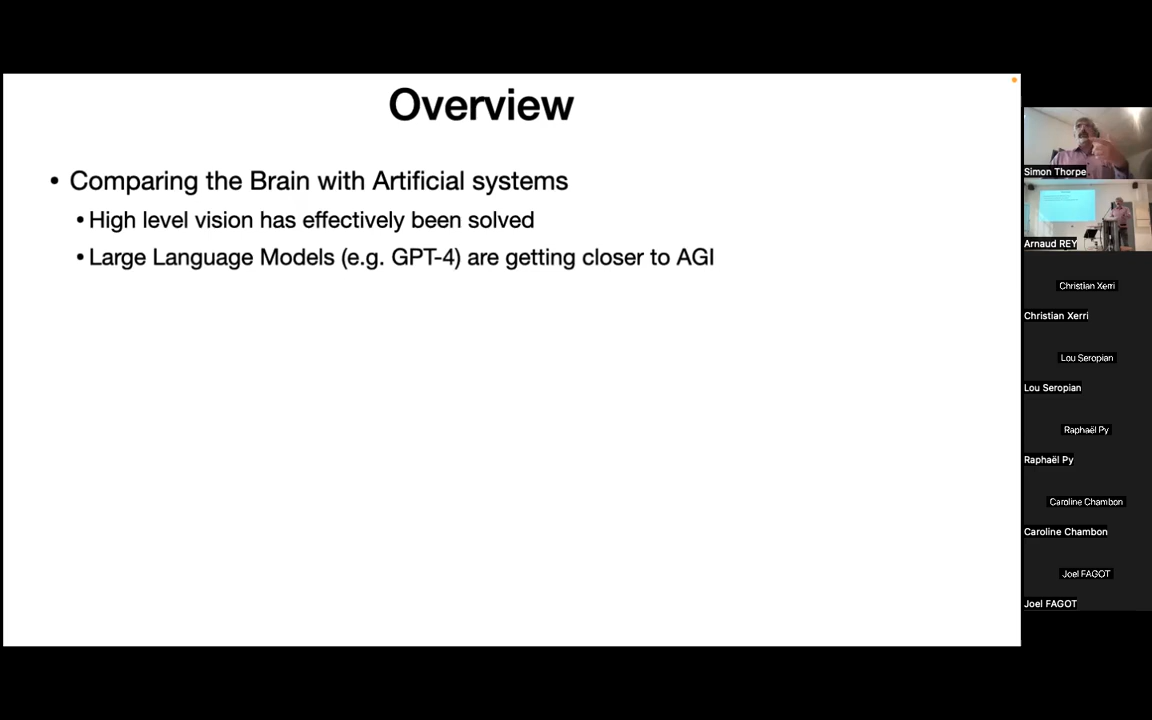 Overview
• Comparing the Brain with Artificial systems
• High level vision has effectively been solved
• Large Language Models (e.g. GPT-4) are getting closer to AGI
Simon Thorpe
Arnaud REY
Christian Xerri
Christian Xerri
Lou Seropian
Lou Seropian
Raphaël Py
Raphaël Py
Caroline Chambon
Caroline Chambon
Joel FAGOT
Joel FAGOT